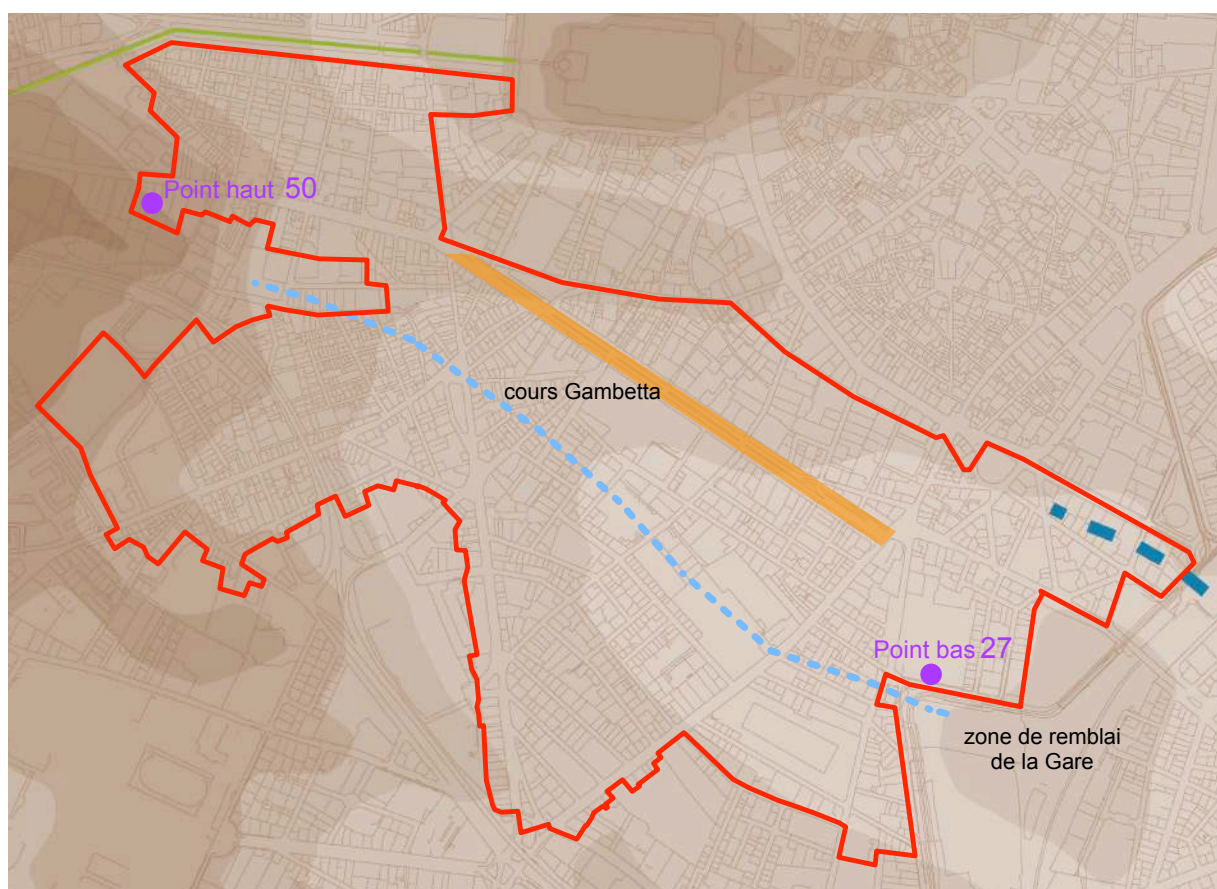 Point haut 50
cours Gambetta
Point bas 27
zone de remblai
de la Gare